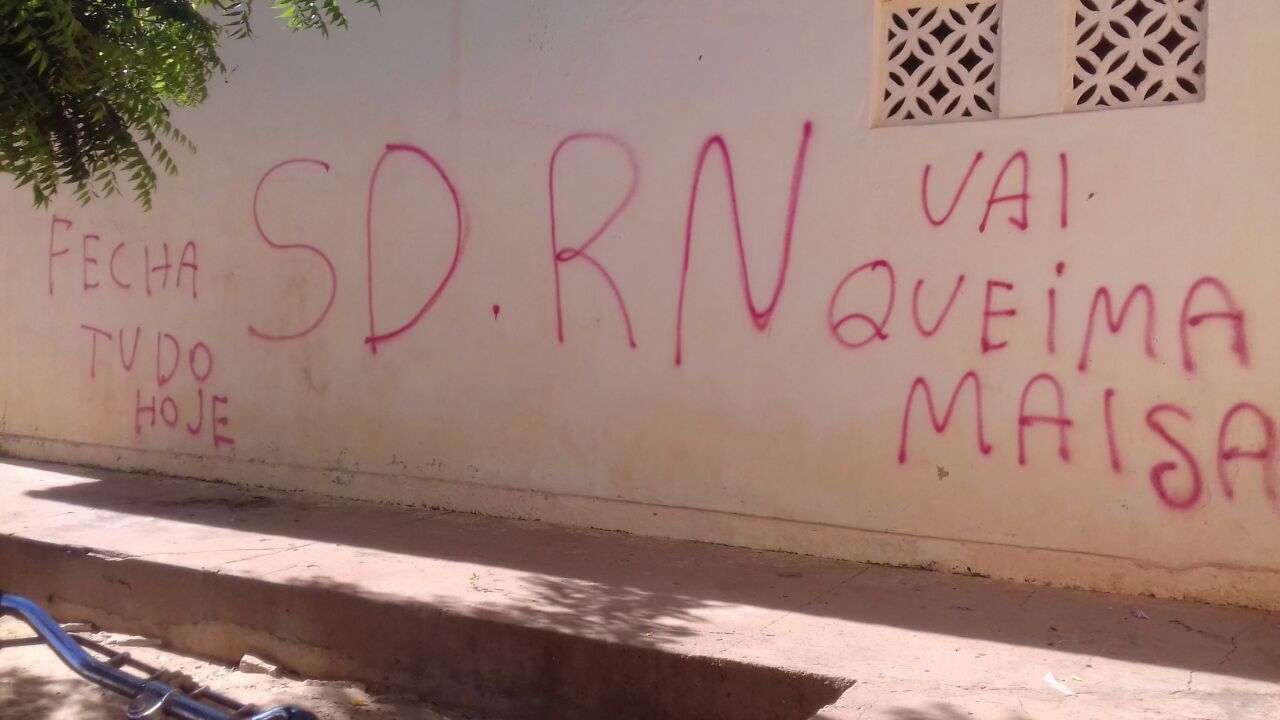 FECHA
TUDO
HOJE
SD.RN
VAI
QUEiMA
MAISA